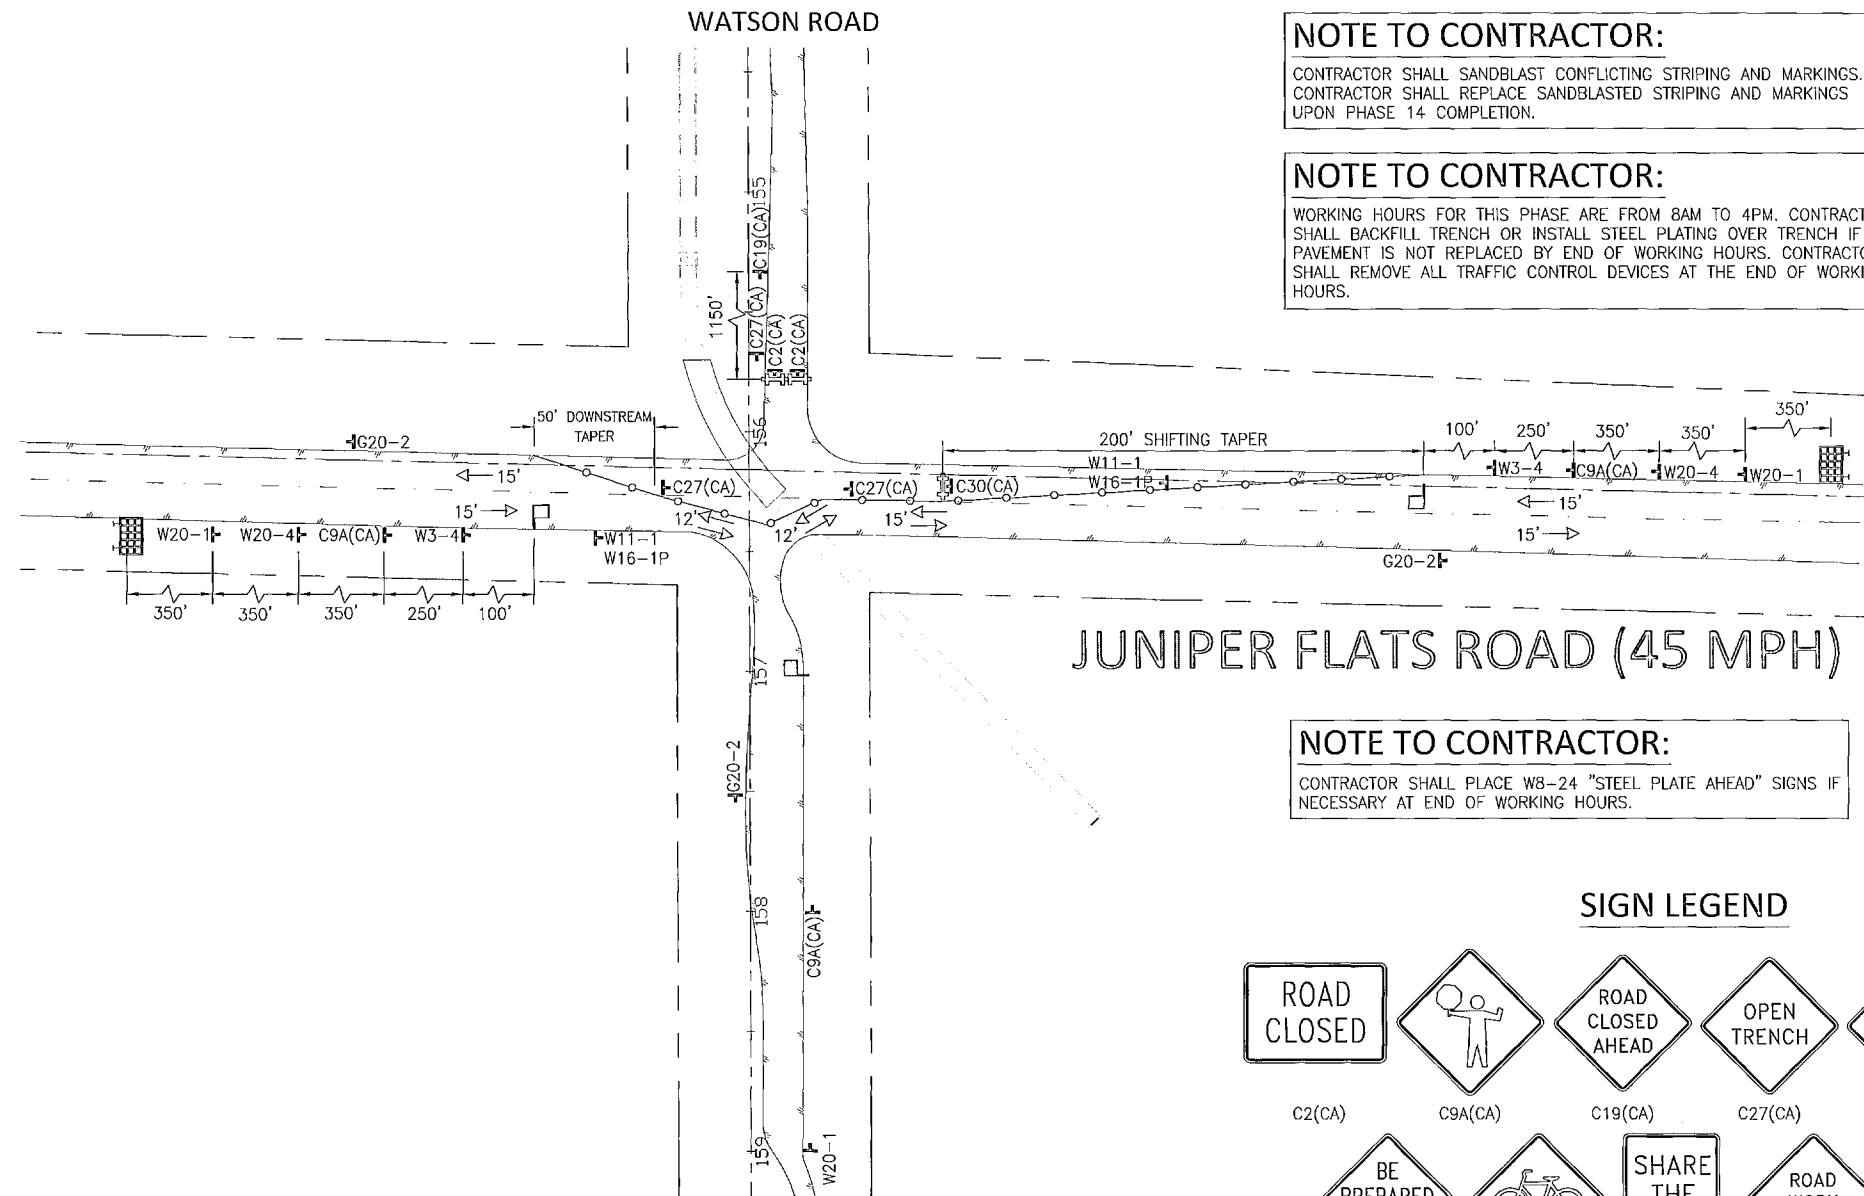 WATSON ROAD
NOTE TO CONTRACTOR:
CONTRACTOR SHALL SANDBLAST CONFLICTING STRIPING AND MARKINGS.
CONTRACTOR SHALL REPLACE SANDBLASTED STRIPING AND MARKINGS
UPON PHASE 14 COMPLETION.
NOTE TO CONTRACTOR:
WORKING HOURS FOR THIS PHASE ARE FROM 8AM TO 4PM. CONTRACT
SHALL BACKFILL TRENCH OR INSTALL STEEL PLATING OVER TRENCH IF
PAVEMENT IS NOT REPLACED BY END OF WORKING HOURS. CONTRACTO
SHALL REMOVE ALL TRAFFIC CONTROL DEVICES AT THE END OF WORKI
HOURS.
155
C19(CA)
1150'
C27(CA)
C2(CA)
C2(CA)
156
50' DOWNSTREAM
TAPER
G20-2
15'
C27(CA)
C27(CA)
C30(CA)
200' SHIFTING TAPER
W11-1
W16-1P
100'
250'
350'
350'
350'
W3-4
C9A(CA)
W20-4
W20-1
15'
15'
G20-2
15'
12'
12'
15'
W20-1
W20-4
C9A(CA)
W3-4
W11-1
W16-1P
350'
350'
350'
250'
100'
JUNIPER FLATS ROAD (45 MPH)
157
G20-2
NOTE TO CONTRACTOR:
CONTRACTOR SHALL PLACE W8-24 "STEEL PLATE AHEAD" SIGNS IF
NECESSARY AT END OF WORKING HOURS.
158
C9A(CA)
159
W20-1
SIGN LEGEND
ROAD
CLOSED
ROAD
CLOSED
AHEAD
OPEN
TRENCH
C2(CA)
C9A(CA)
C19(CA)
C27(CA)
BE
PREPARED
SHARE
THE
ROAD
WORK